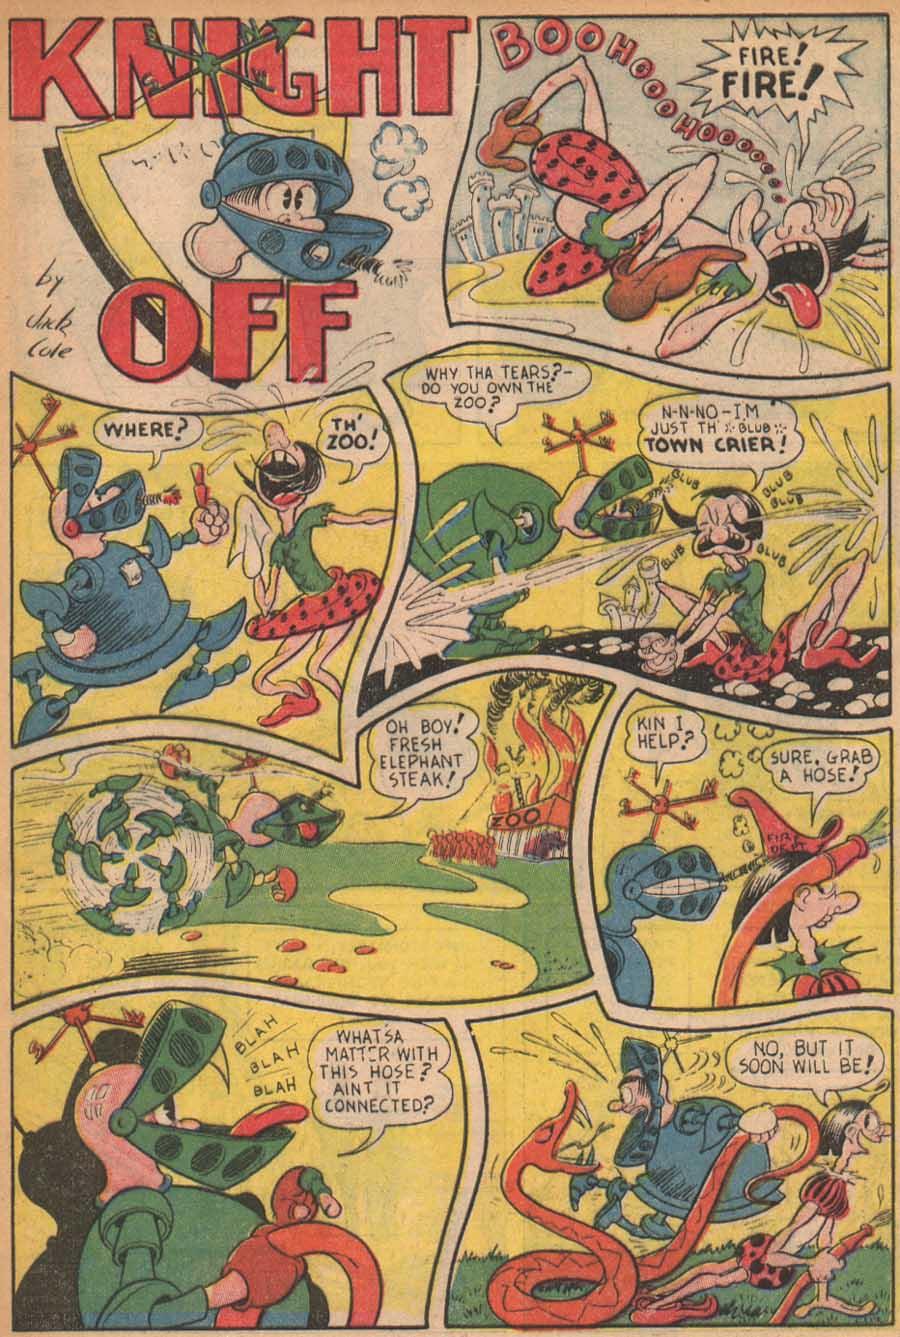 KNIGHT
OFF
by
Jack
Cole
BOOHOOOHOOOOO
FIRE!
FIRE!
WHERE?
TH'
ZOO!
WHY THA TEARS?-
DO YOU OWN THE
ZOO?
N-N-NO-I'M
JUST TH' BLUB
TOWN CRIER!
BLUB
BLUB
BLUB
BLUB
BLUB
OH BOY!
FRESH
ELEPHANT
STEAK!
ZOO
KIN I
HELP?
SURE, GRAB
A HOSE!
FIRE
DEPT
BLAH
BLAH
BLAH
WHAT'SA
MATTER WITH
THIS HOSE?
AINT IT
CONNECTED?
NO, BUT IT
SOON WILL BE!